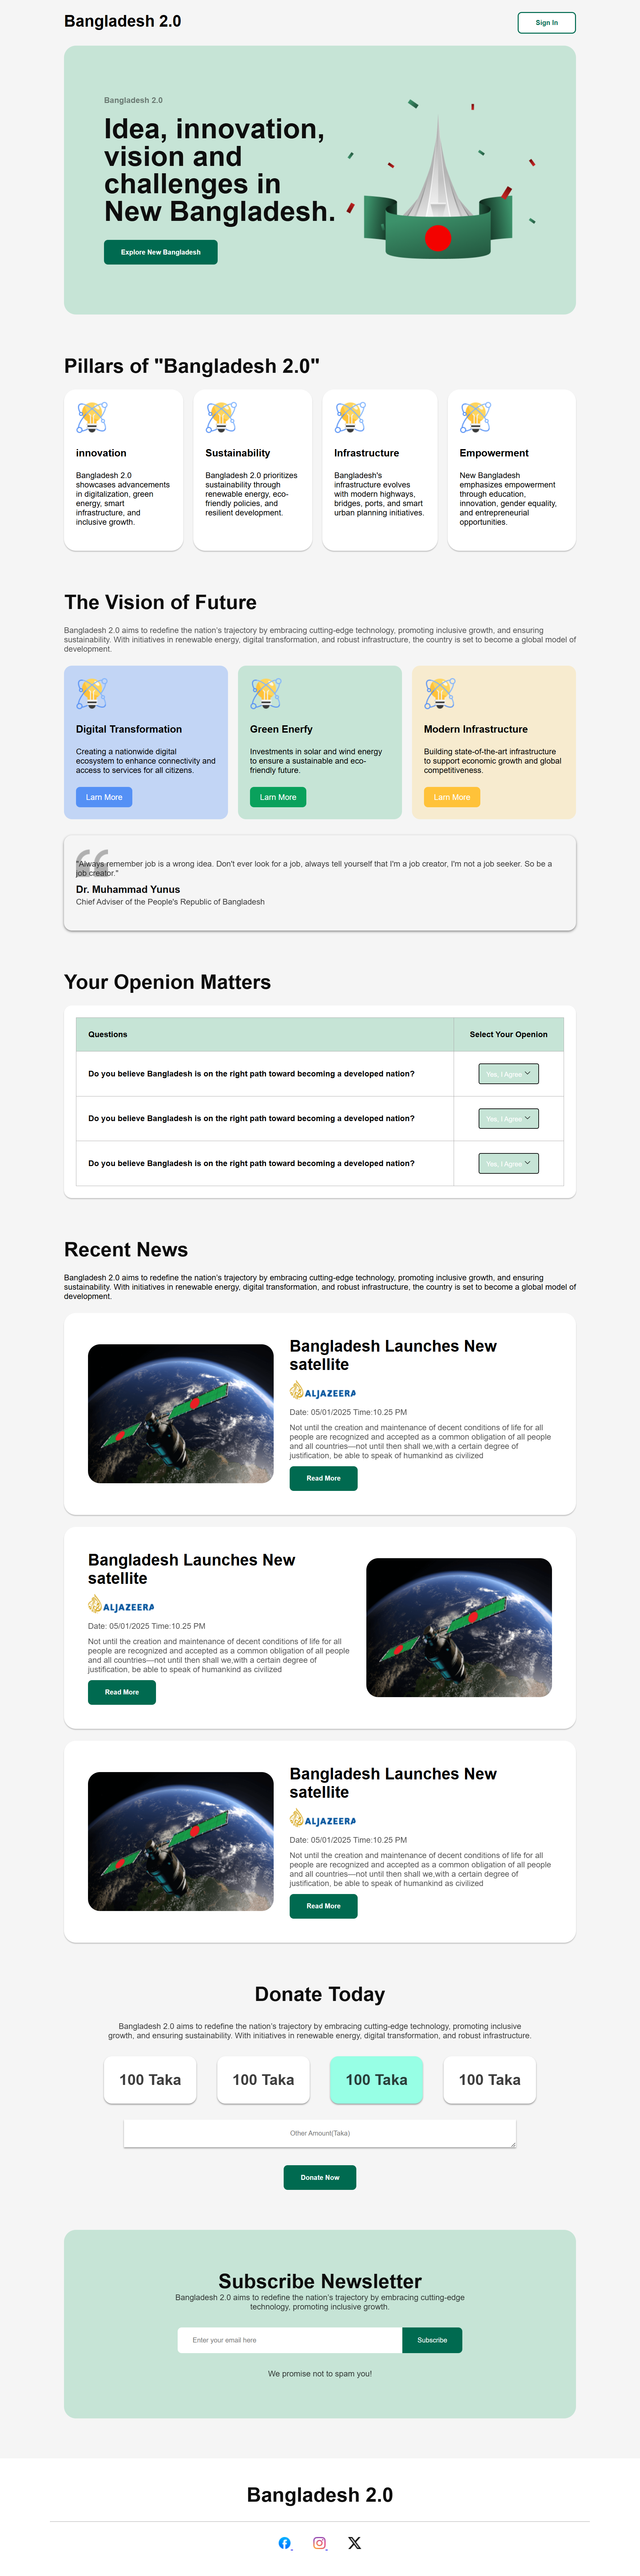 Bangladesh 2.0
Sign In
Bangladesh 2.0
Idea, innovation,
vision and
challenges in
New Bangladesh.
Explore New Bangladesh
Pillars of "Bangladesh 2.0"
innovation
Bangladesh 2.0
showcases advancements
in digitalization, green
energy, smart
infrastructure, and
inclusive growth.
Sustainability
Bangladesh 2.0 prioritizes
sustainability through
renewable energy, eco-
friendly policies, and
resilient development.
Infrastructure
Bangladesh's
infrastructure evolves
with modern highways,
bridges, ports, and smart
urban planning initiatives.
Empowerment
New Bangladesh
emphasizes empowerment
through education,
innovation, gender equality,
and entrepreneurial
opportunities.
The Vision of Future
Bangladesh 2.0 aims to redefine the nation's trajectory by embracing cutting-edge technology, promoting inclusive growth, and ensuring
sustainability. With initiatives in renewable energy, digital transformation, and robust infrastructure, the country is set to become a global model of
development.
Digital Transformation
Creating a nationwide digital
ecosystem to enhance connectivity and
access to services for all citizens.
Larn More
Green Enerfy
Investments in solar and wind energy
to ensure a sustainable and eco-
friendly future.
Larn More
Modern Infrastructure
Building state-of-the-art infrastructure
to support economic growth and global
competitiveness.
Larn More
"Always remember job is a wrong idea. Don't ever look for a job, always tell yourself that I'm a job creator, I'm not a job seeker. So be a
job creator."
Dr. Muhammad Yunus
Chief Adviser of the People's Republic of Bangladesh
Your Openion Matters
Questions
Select Your Openion
Do you believe Bangladesh is on the right path toward becoming a developed nation?
Yes, I Agree
Do you believe Bangladesh is on the right path toward becoming a developed nation?
Yes, I Agree
Do you believe Bangladesh is on the right path toward becoming a developed nation?
Yes, I Agree
Recent News
Bangladesh 2.0 aims to redefine the nation's trajectory by embracing cutting-edge technology, promoting inclusive growth, and ensuring
sustainability. With initiatives in renewable energy, digital transformation, and robust infrastructure, the country is set to become a global model of
development.
Bangladesh Launches New
satellite
ALJAZEERA
Date: 05/01/2025 Time:10.25 PM
Not until the creation and maintenance of decent conditions of life for all
people are recognized and accepted as a common obligation of all people
and all countries—not until then shall we,with a certain degree of
justification, be able to speak of humankind as civilized
Read More
Bangladesh Launches New
satellite
ALJAZEERA
Date: 05/01/2025 Time:10.25 PM
Not until the creation and maintenance of decent conditions of life for all
people are recognized and accepted as a common obligation of all people
and all countries—not until then shall we,with a certain degree of
justification, be able to speak of humankind as civilized
Read More
Bangladesh Launches New
satellite
ALJAZEERA
Date: 05/01/2025 Time:10.25 PM
Not until the creation and maintenance of decent conditions of life for all
people are recognized and accepted as a common obligation of all people
and all countries—not until then shall we,with a certain degree of
justification, be able to speak of humankind as civilized
Read More
Donate Today
Bangladesh 2.0 aims to redefine the nation's trajectory by embracing cutting-edge technology, promoting inclusive
growth, and ensuring sustainability. With initiatives in renewable energy, digital transformation, and robust infrastructure.
100 Taka
100 Taka
100 Taka
100 Taka
Other Amount(Taka)
Donate Now
Subscribe Newsletter
Bangladesh 2.0 aims to redefine the nation's trajectory by embracing cutting-edge
technology, promoting inclusive growth.
Enter your email here
Subscribe
We promise not to spam you!
Bangladesh 2.0